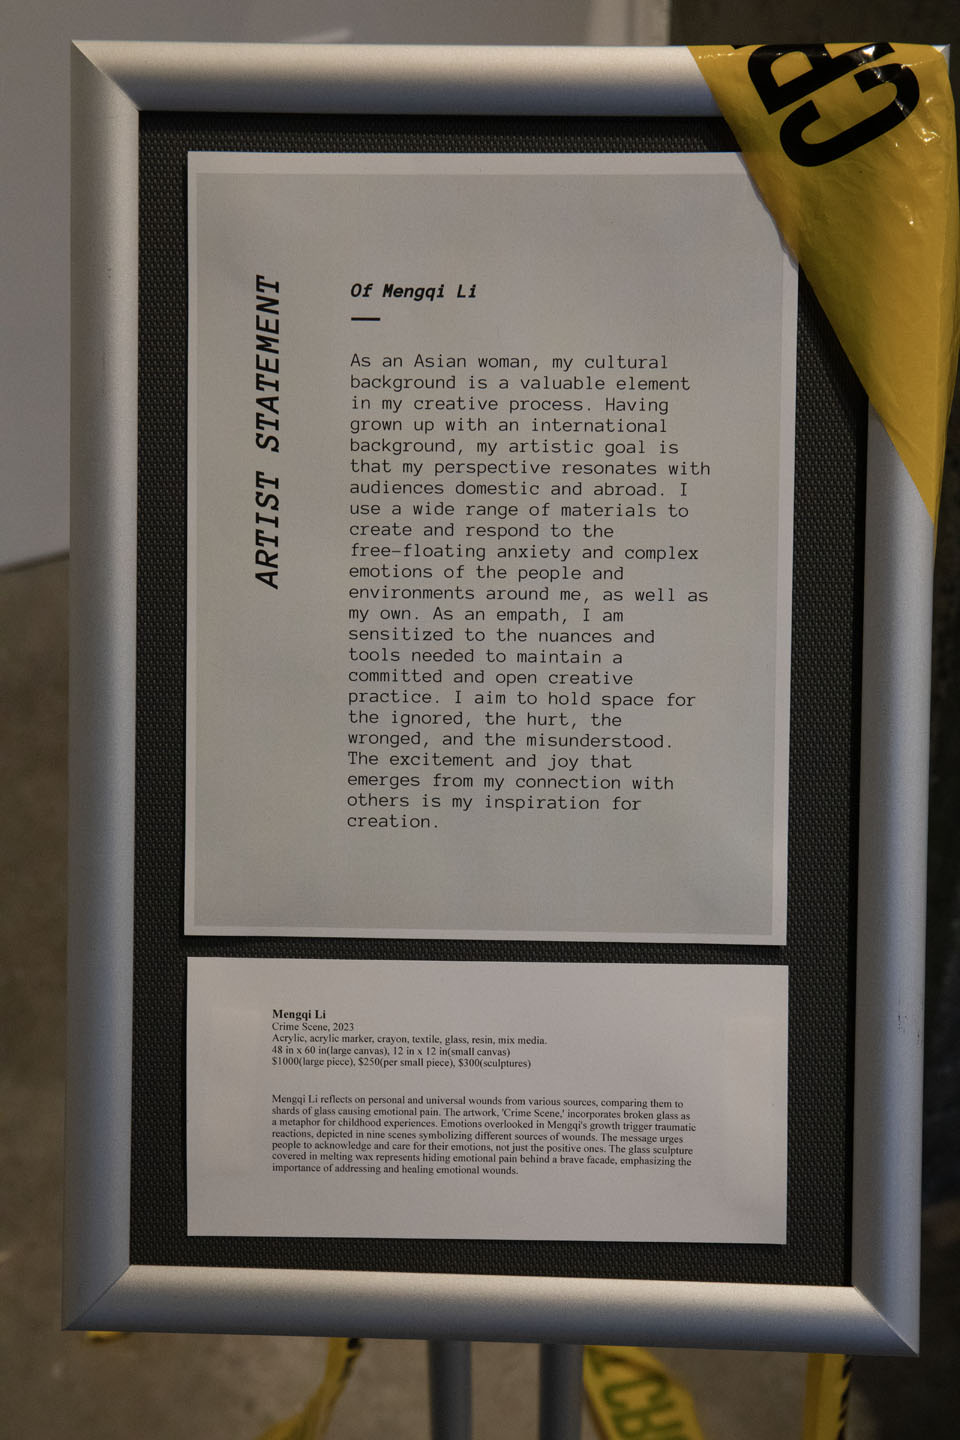 ARTIST STATEMENT
Of Mengqi Li
As an Asian woman, my cultural
background is a valuable element
in my creative process. Having
grown up with an international
background, my artistic goal is
that my perspective resonates with
audiences domestic and abroad. I
use a wide range of materials to
create and respond to the
free-floating anxiety and complex
emotions of the people and
environments around me, as well as
my own. As an empath, I am
sensitized to the nuances and
tools needed to maintain a
committed and open creative
practice. I aim to hold space for
the ignored, the hurt, the
wronged, and the misunderstood.
The excitement and joy that
emerges from my connection with
others is my inspiration for
creation.
Mengqi Li
Crime Scene, 2023
Acrylic, acrylic marker, crayon, textile, glass, resin, mix media.
48 in x 60 in(large canvas), 12 in x 12 in(small canvas)
$1000(large piece), $250(per small piece), $300(sculptures)
Mengqi Li reflects on personal and universal wounds from various sources, comparing them to
shards of glass causing emotional pain. The artwork, 'Crime Scene,' incorporates broken glass as
a metaphor for childhood experiences. Emotions overlooked in Mengqi's growth trigger traumatic
reactions, depicted in nine scenes symbolizing different sources of wounds. The message urges
people to acknowledge and care for their emotions, not just the positive ones. The glass sculpture
covered in melting wax represents hiding emotional pain behind a brave facade, emphasizing the
importance of addressing and healing emotional wounds.